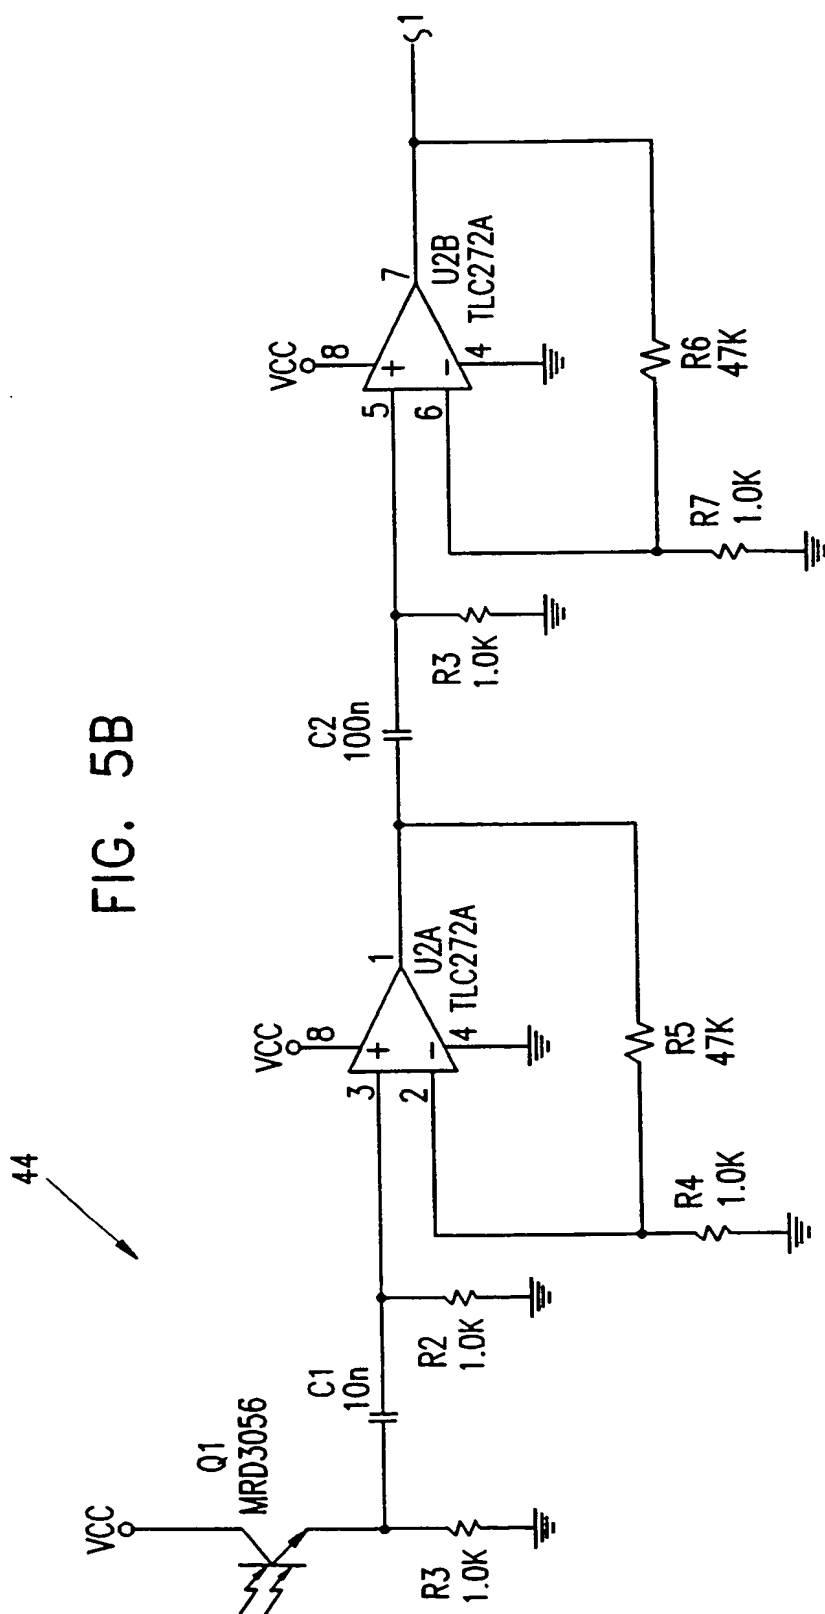 FIG. 5B
44
VCC
Q1
MRD3056
R3
1.0K
C1
10n
R2
1.0K
VCC
8
3
+
2
-
1
4
U2A
TLC272A
R4
1.0K
R5
47K
C2
100n
R3
1.0K
VCC
8
5
+
6
-
7
4
U2B
TLC272A
R7
1.0K
R6
47K
S1